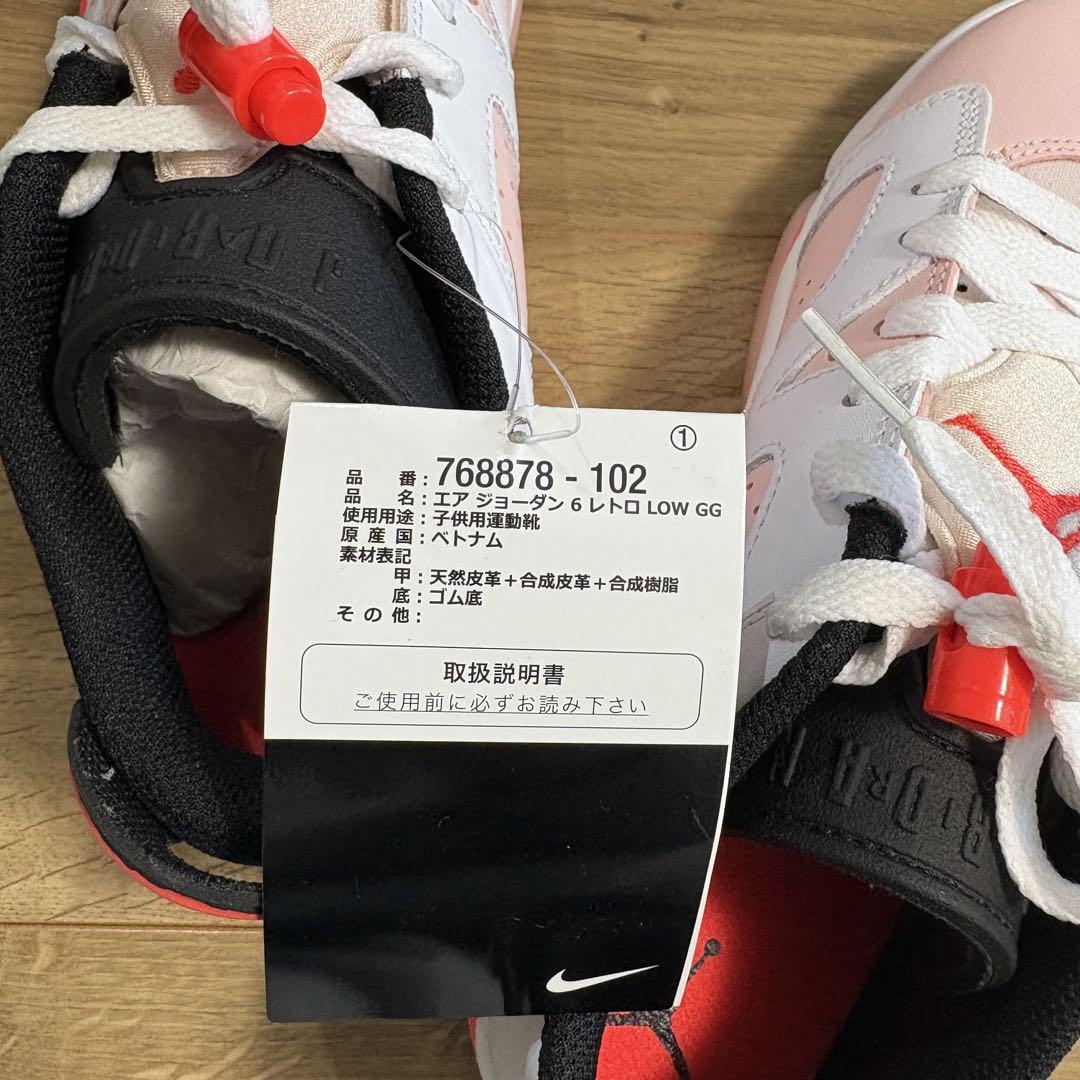 JORDAN
①
品 番 : 768878 - 102
品 名 : エア ジョーダン 6 レトロ LOW GG
使用用途 : 子供用運動靴
原 産 国 : ベトナム
素材表記
甲 : 天然皮革+合成皮革+合成樹脂
底 : ゴム底
そ の 他 :
取扱説明書
ご使用前に必ずお読み下さい
JORDAN